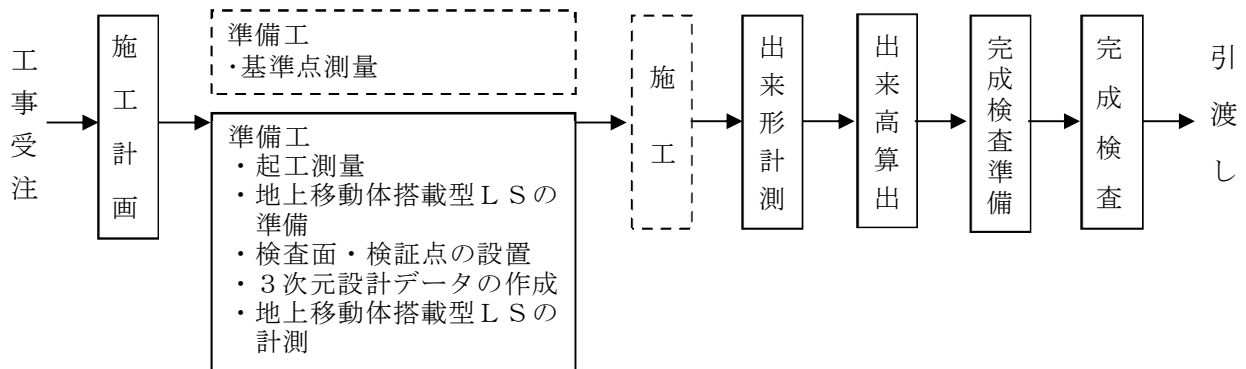 工事受注
施工計画
準備工
・基準点測量
準備工
・起工測量
・地上移動体搭載型ＬＳの
準備
・検査面・検証点の設置
・３次元設計データの作成
・地上移動体搭載型ＬＳの
計測
施工
出来形計測
出来高算出
完成検査準備
完成検査
引渡し